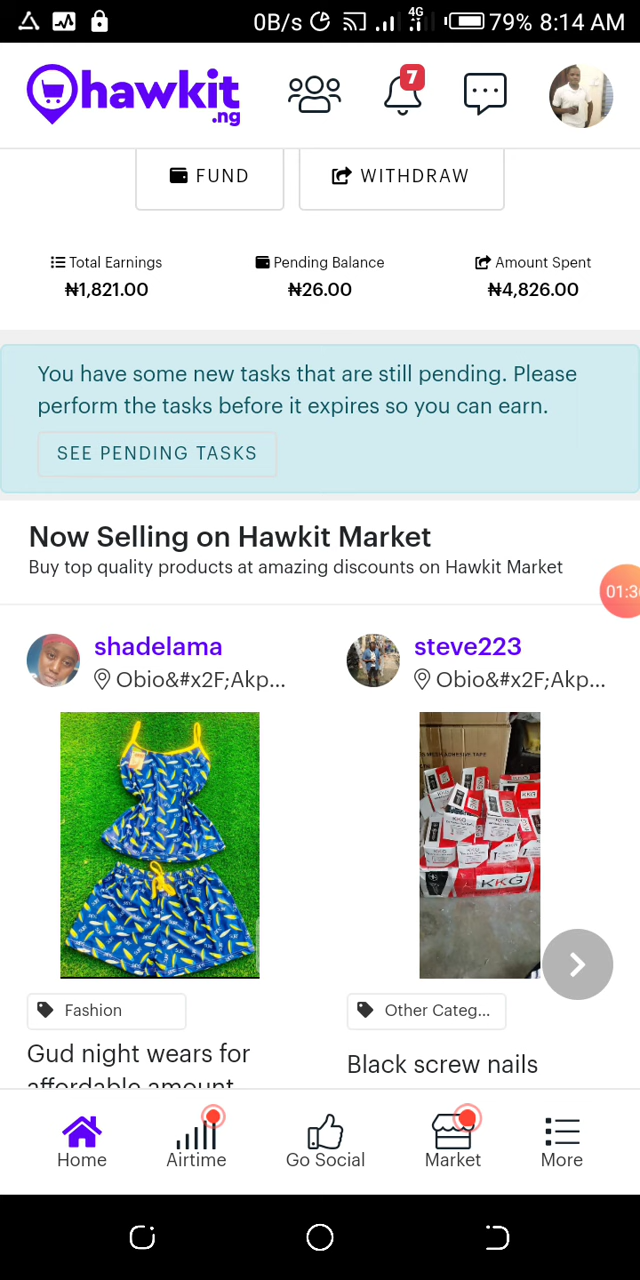 0B/s 4G 79% 8:14 AM
hawkit
.ng
7
FUND WITHDRAW
Total Earnings Pending Balance Amount Spent
₦1,821.00 ₦26.00 ₦4,826.00
You have some new tasks that are still pending. Please
perform the tasks before it expires so you can earn.
SEE PENDING TASKS
Now Selling on Hawkit Market
Buy top quality products at amazing discounts on Hawkit Market
shadelama
Obio&#x2F;Akp...
steve223
Obio&#x2F;Akp...
KKG
KKG
Fashion
Gud night wears for
affordable amount
Other Categ...
Black screw nails
Home Airtime Go Social Market More